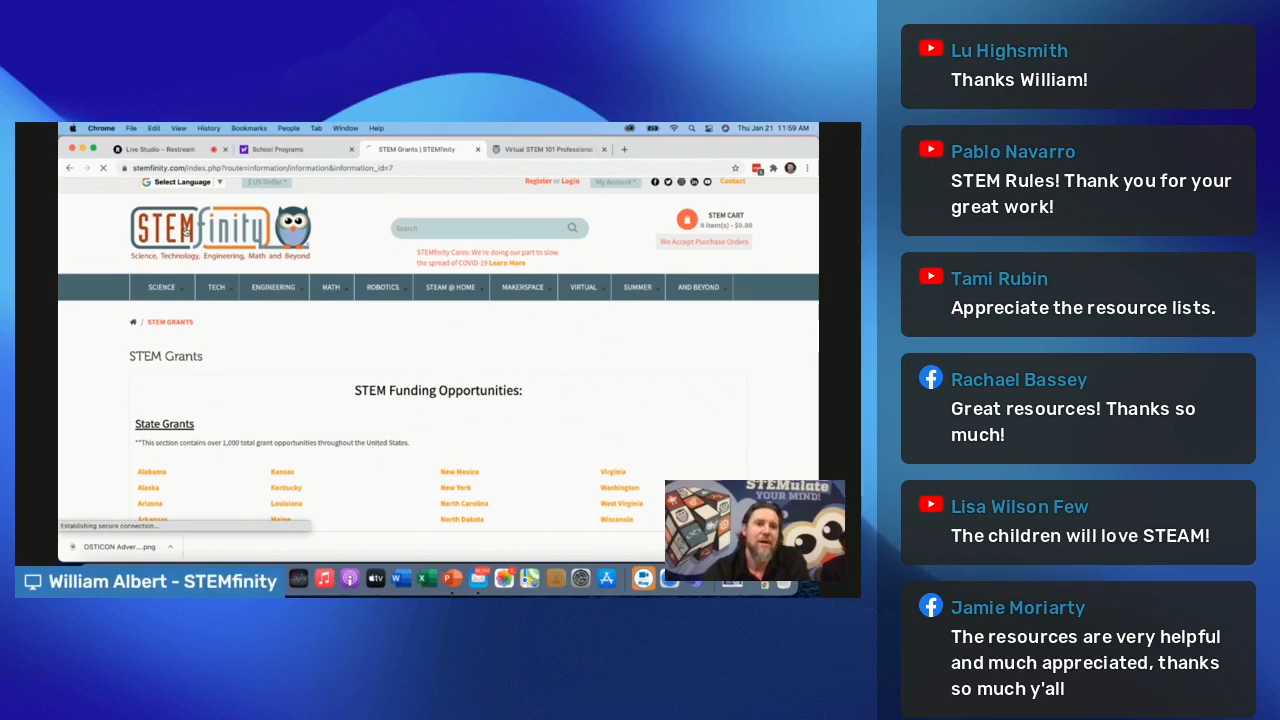 Chrome File Edit View History Bookmarks People Tab Window Help
Thu Jan 21 11:59 AM
Live Studio - Restream
School Programs
STEM Grants | STEMfinity
Virtual STEM 101 Professional
stemfinity.com/index.php?route=information/information&information_id=7
Select Language
$ US Dollar
Register or Login
My Account
Contact
STEMfinity
Science, Technology, Engineering, Math and Beyond
Search
STEMfinity Cares: We're doing our part to slow
the spread of COVID-19 Learn More
STEM CART
0 item(s) - $0.00
We Accept Purchase Orders
SCIENCE TECH ENGINEERING MATH ROBOTICS STEAM @ HOME MAKERSPACE VIRTUAL SUMMER AND BEYOND
/ STEM GRANTS
STEM Grants
STEM Funding Opportunities:
State Grants
**This section contains over 1,000 total grant opportunities throughout the United States.
Alabama Kansas New Mexico Virginia
Alaska Kentucky New York Washington
Arizona Louisiana North Carolina West Virginia
Arkansas Maine North Dakota Wisconsin
Establishing secure connection...
OSTICON Adver....png
STEMulate
YOUR MIND!
William Albert - STEMfinity
Lu Highsmith
Thanks William!
Pablo Navarro
STEM Rules! Thank you for your
great work!
Tami Rubin
Appreciate the resource lists.
Rachael Bassey
Great resources! Thanks so
much!
Lisa Wilson Few
The children will love STEAM!
Jamie Moriarty
The resources are very helpful
and much appreciated, thanks
so much y'all